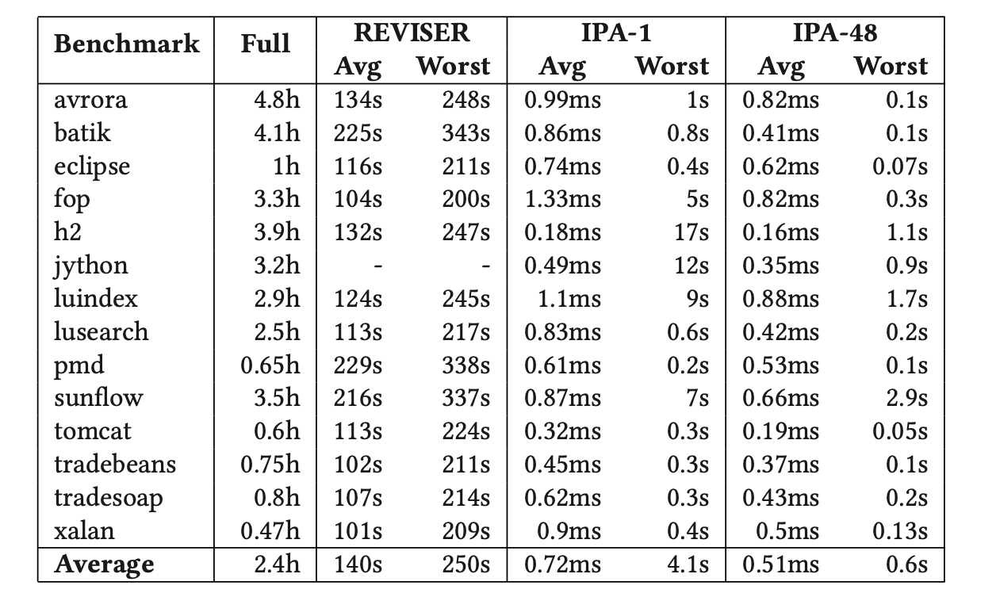 Benchmark Full REVISER IPA-1 IPA-48
Avg Worst Avg Worst Avg Worst
avrora 4.8h 134s 248s 0.99ms 1s 0.82ms 0.1s
batik 4.1h 225s 343s 0.86ms 0.8s 0.41ms 0.1s
eclipse 1h 116s 211s 0.74ms 0.4s 0.62ms 0.07s
fop 3.3h 104s 200s 1.33ms 5s 0.82ms 0.3s
h2 3.9h 132s 247s 0.18ms 17s 0.16ms 1.1s
jython 3.2h - - 0.49ms 12s 0.35ms 0.9s
luindex 2.9h 124s 245s 1.1ms 9s 0.88ms 1.7s
lusearch 2.5h 113s 217s 0.83ms 0.6s 0.42ms 0.2s
pmd 0.65h 229s 338s 0.61ms 0.2s 0.53ms 0.1s
sunflow 3.5h 216s 337s 0.87ms 7s 0.66ms 2.9s
tomcat 0.6h 113s 224s 0.32ms 0.3s 0.19ms 0.05s
tradebeans 0.75h 102s 211s 0.45ms 0.3s 0.37ms 0.1s
tradesoap 0.8h 107s 214s 0.62ms 0.3s 0.43ms 0.2s
xalan 0.47h 101s 209s 0.9ms 0.4s 0.5ms 0.13s
Average 2.4h 140s 250s 0.72ms 4.1s 0.51ms 0.6s